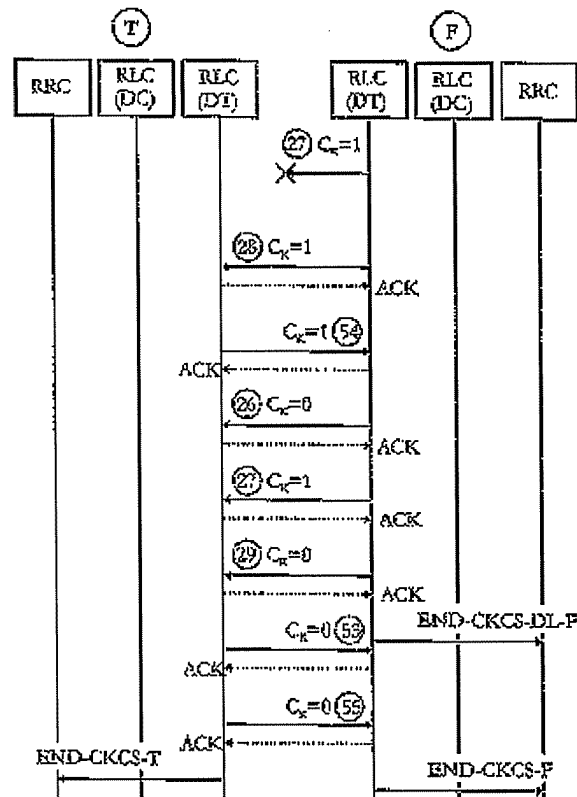 T
F
RRC
RLC
(DC)
RLC
(DT)
RLC
(DT)
RLC
(DC)
RRC
27 Cₖ=1
28 Cₖ=1
ACK
Cₖ=1 54
ACK
26 Cₖ=0
ACK
27 Cₖ=1
ACK
29 Cₖ=0
ACK
Cₖ=0 53
END-CKCS-DL-F
ACK
Cₖ=0 55
ACK
END-CKCS-T
END-CKCS-F